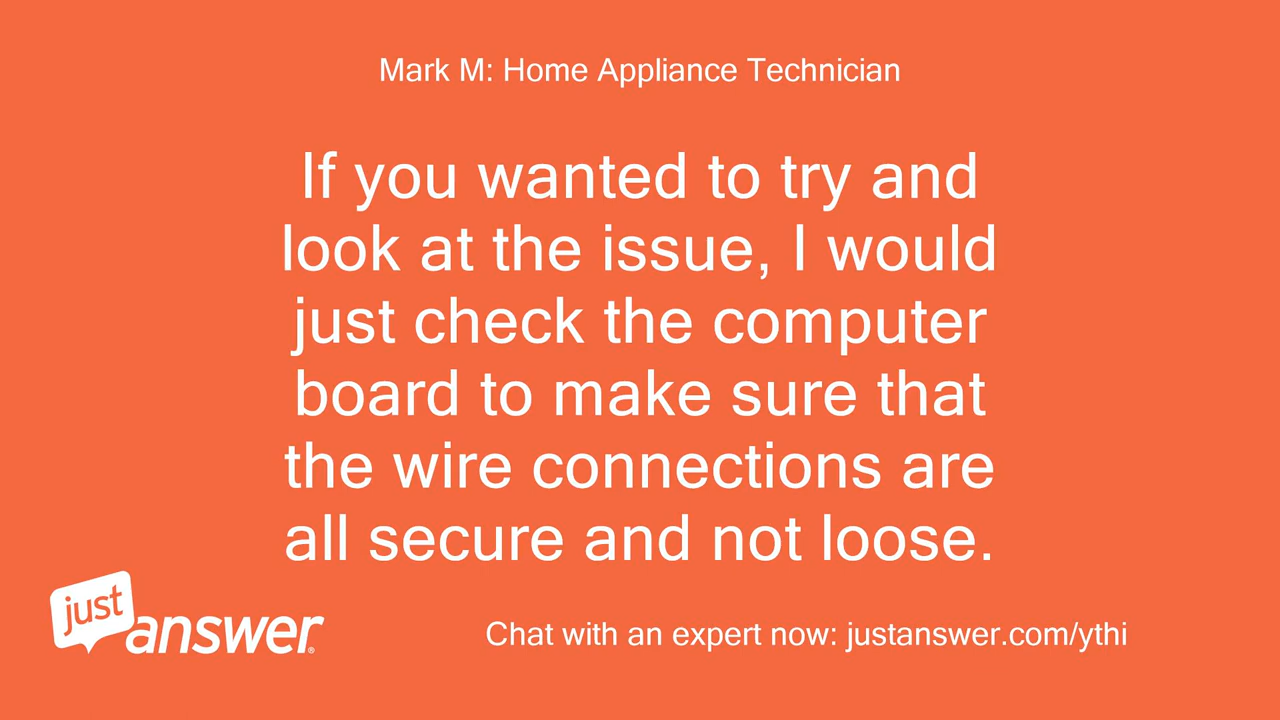 Mark M: Home Appliance Technician
If you wanted to try and
look at the issue, I would
just check the computer
board to make sure that
the wire connections are
all secure and not loose.
just
answer®
Chat with an expert now: justanswer.com/ythi